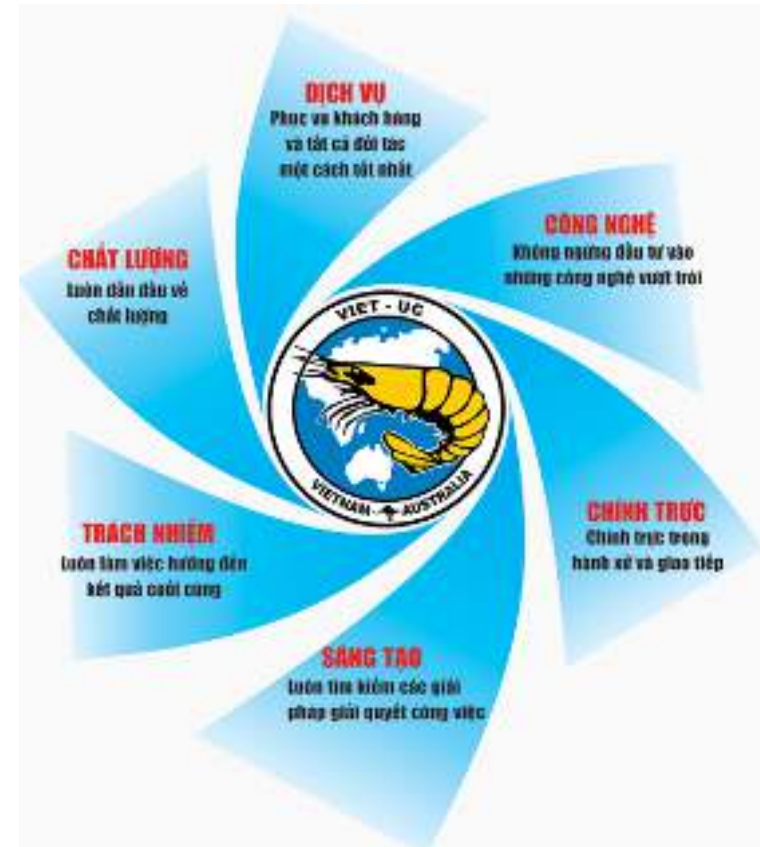 DỊCH VỤ
Phục vụ khách hàng
và tất cả đối tác
một cách tốt nhất
CÔNG NGHỆ
Không ngừng đầu tư vào
những công nghệ vượt trội
CHÍNH TRỰC
Chính trực trong
hành xử và giao tiếp
SÁNG TẠO
Luôn tìm kiếm các giải
pháp giải quyết công việc
TRÁCH NHIỆM
Luôn làm việc hướng đến
kết quả cuối cùng
CHẤT LƯỢNG
Luôn dẫn đầu về
chất lượng
VIET - UC
VIETNAM - AUSTRALIA